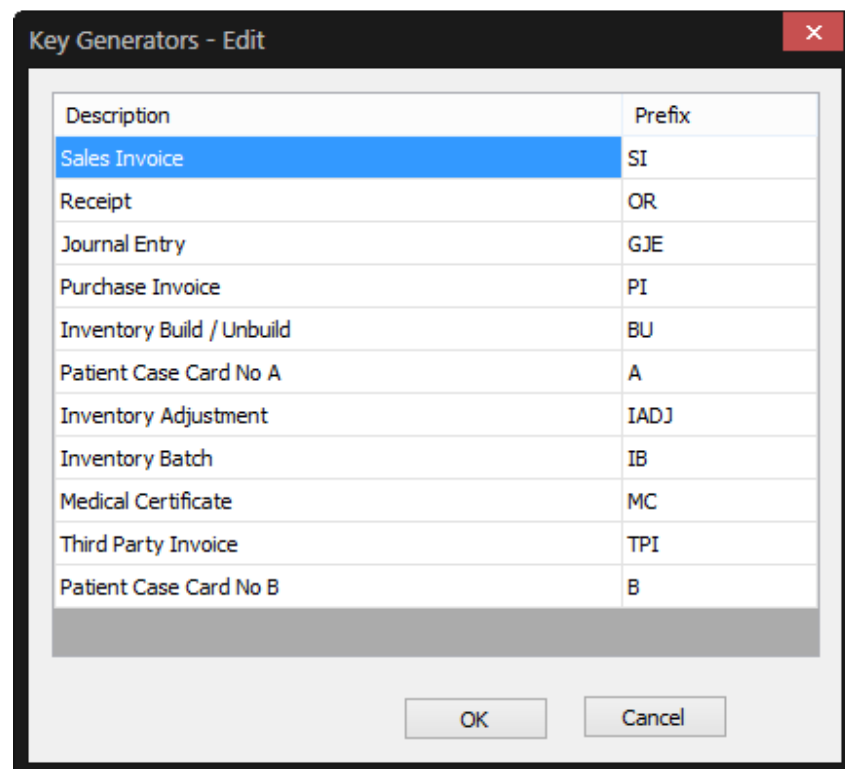 Key Generators - Edit
Description Prefix
Sales Invoice SI
Receipt OR
Journal Entry GJE
Purchase Invoice PI
Inventory Build / Unbuild BU
Patient Case Card No A A
Inventory Adjustment IADJ
Inventory Batch IB
Medical Certificate MC
Third Party Invoice TPI
Patient Case Card No B B
OK Cancel